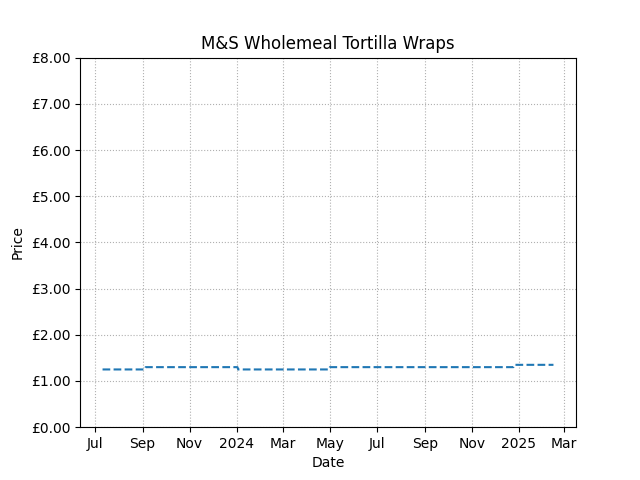 M&S Wholemeal Tortilla Wraps
£8.00
£7.00
£6.00
£5.00
£4.00
£3.00
£2.00
£1.00
£0.00
Price
Jul Sep Nov 2024 Mar May Jul Sep Nov 2025 Mar
Date